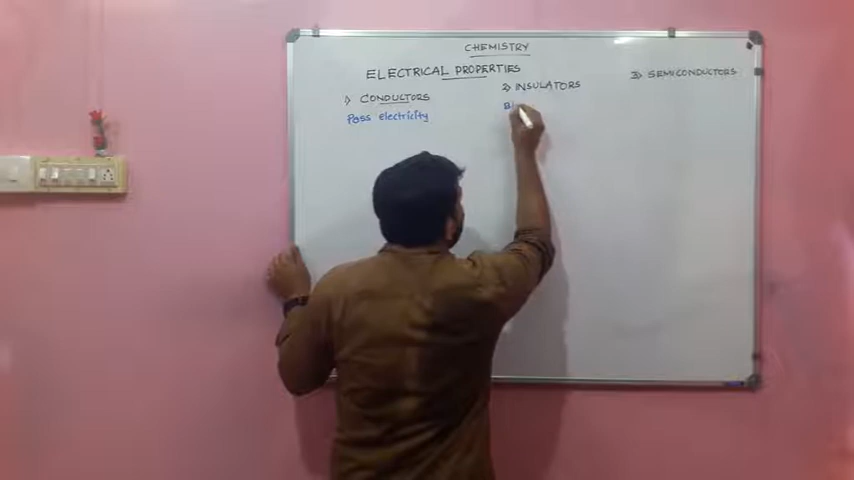 CHEMISTRY
ELECTRICAL PROPERTIES
1) CONDUCTORS
2) INSULATORS
3) SEMICONDUCTORS
Pass electricity